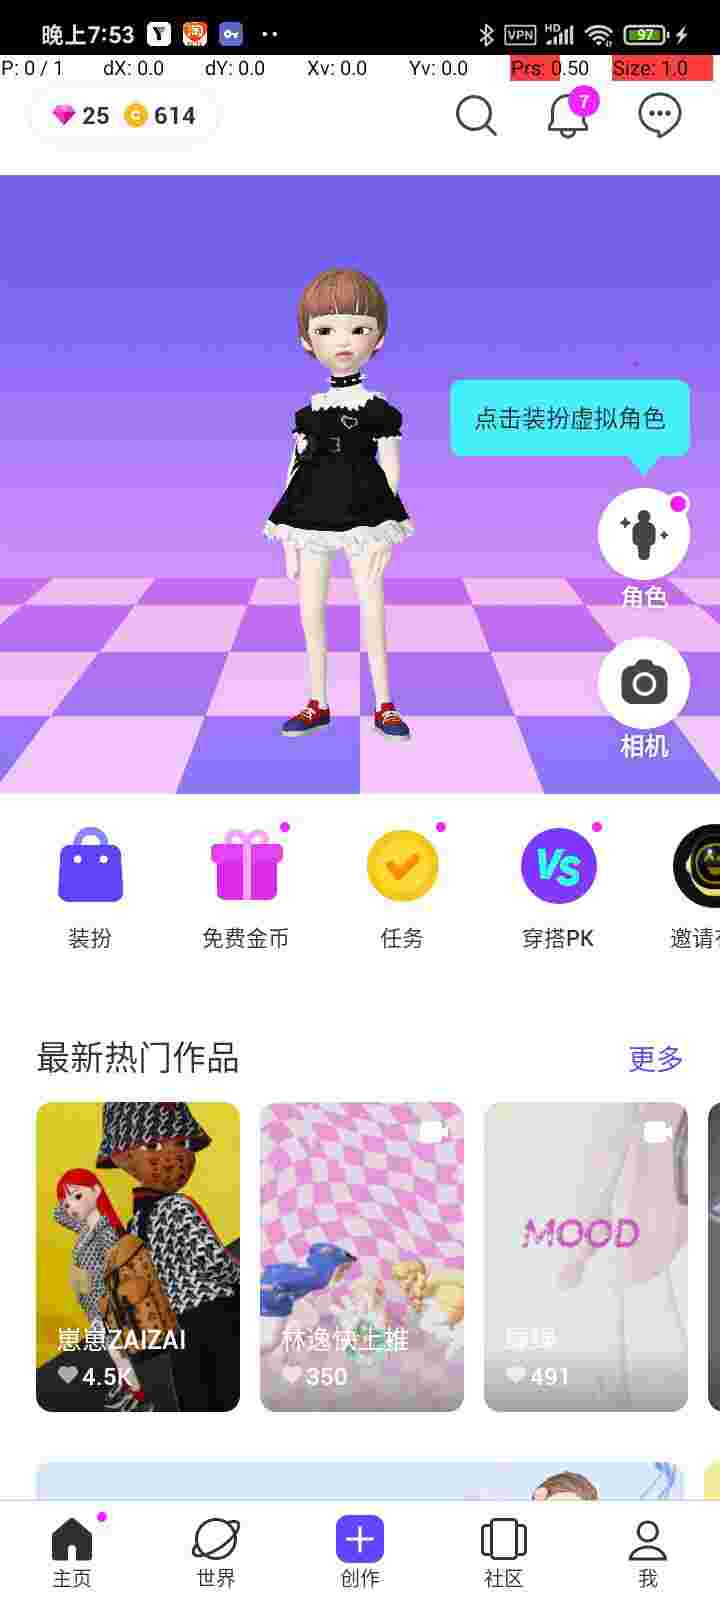 晚上7:53
VPN
HD
97
P: 0 / 1 dX: 0.0 dY: 0.0 Xv: 0.0 Yv: 0.0 Prs: 0.50 Size: 1.0
25 614
7
点击装扮虚拟角色
角色
相机
VS
装扮 免费金币 任务 穿搭PK 邀请
最新热门作品 更多
MOOD
崽崽ZAIZAI 林逸快上推
4.5K 350 491
主页 世界 创作 社区 我